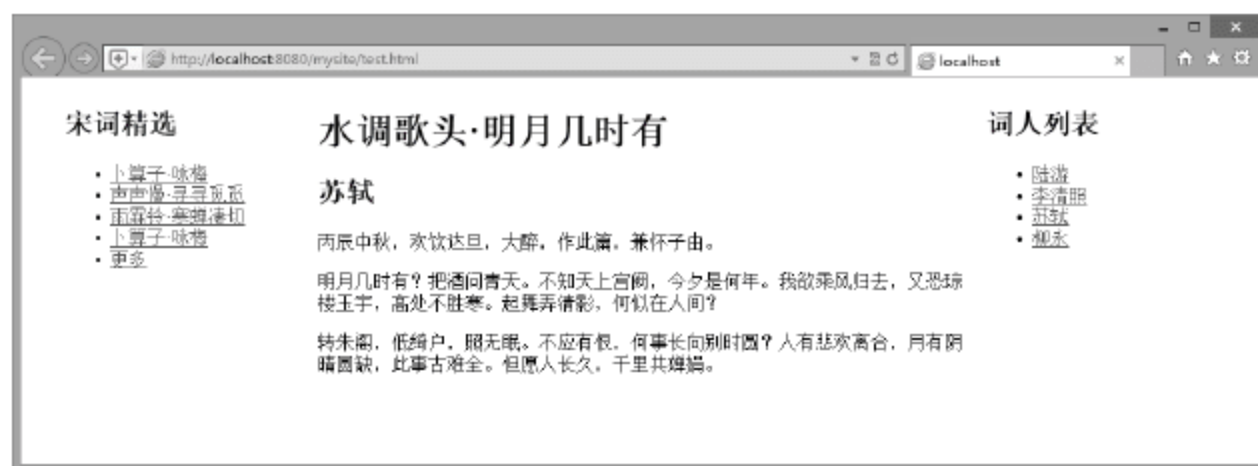 http://localhost:8080/mysite/test.html
localhost
宋词精选
卜算子·咏梅
声声慢·寻寻觅觅
雨霖铃·寒蝉凄切
卜算子·咏梅
更多
水调歌头·明月几时有
苏轼
丙辰中秋，欢饮达旦，大醉，作此篇，兼怀子由。
明月几时有？把酒问青天。不知天上宫阙，今夕是何年。我欲乘风归去，又恐琼
楼玉宇，高处不胜寒。起舞弄清影，何似在人间？
转朱阁，低绮户，照无眠。不应有恨，何事长向别时圆？人有悲欢离合，月有阴
晴圆缺，此事古难全。但愿人长久，千里共婵娟。
词人列表
陆游
李清照
苏轼
柳永